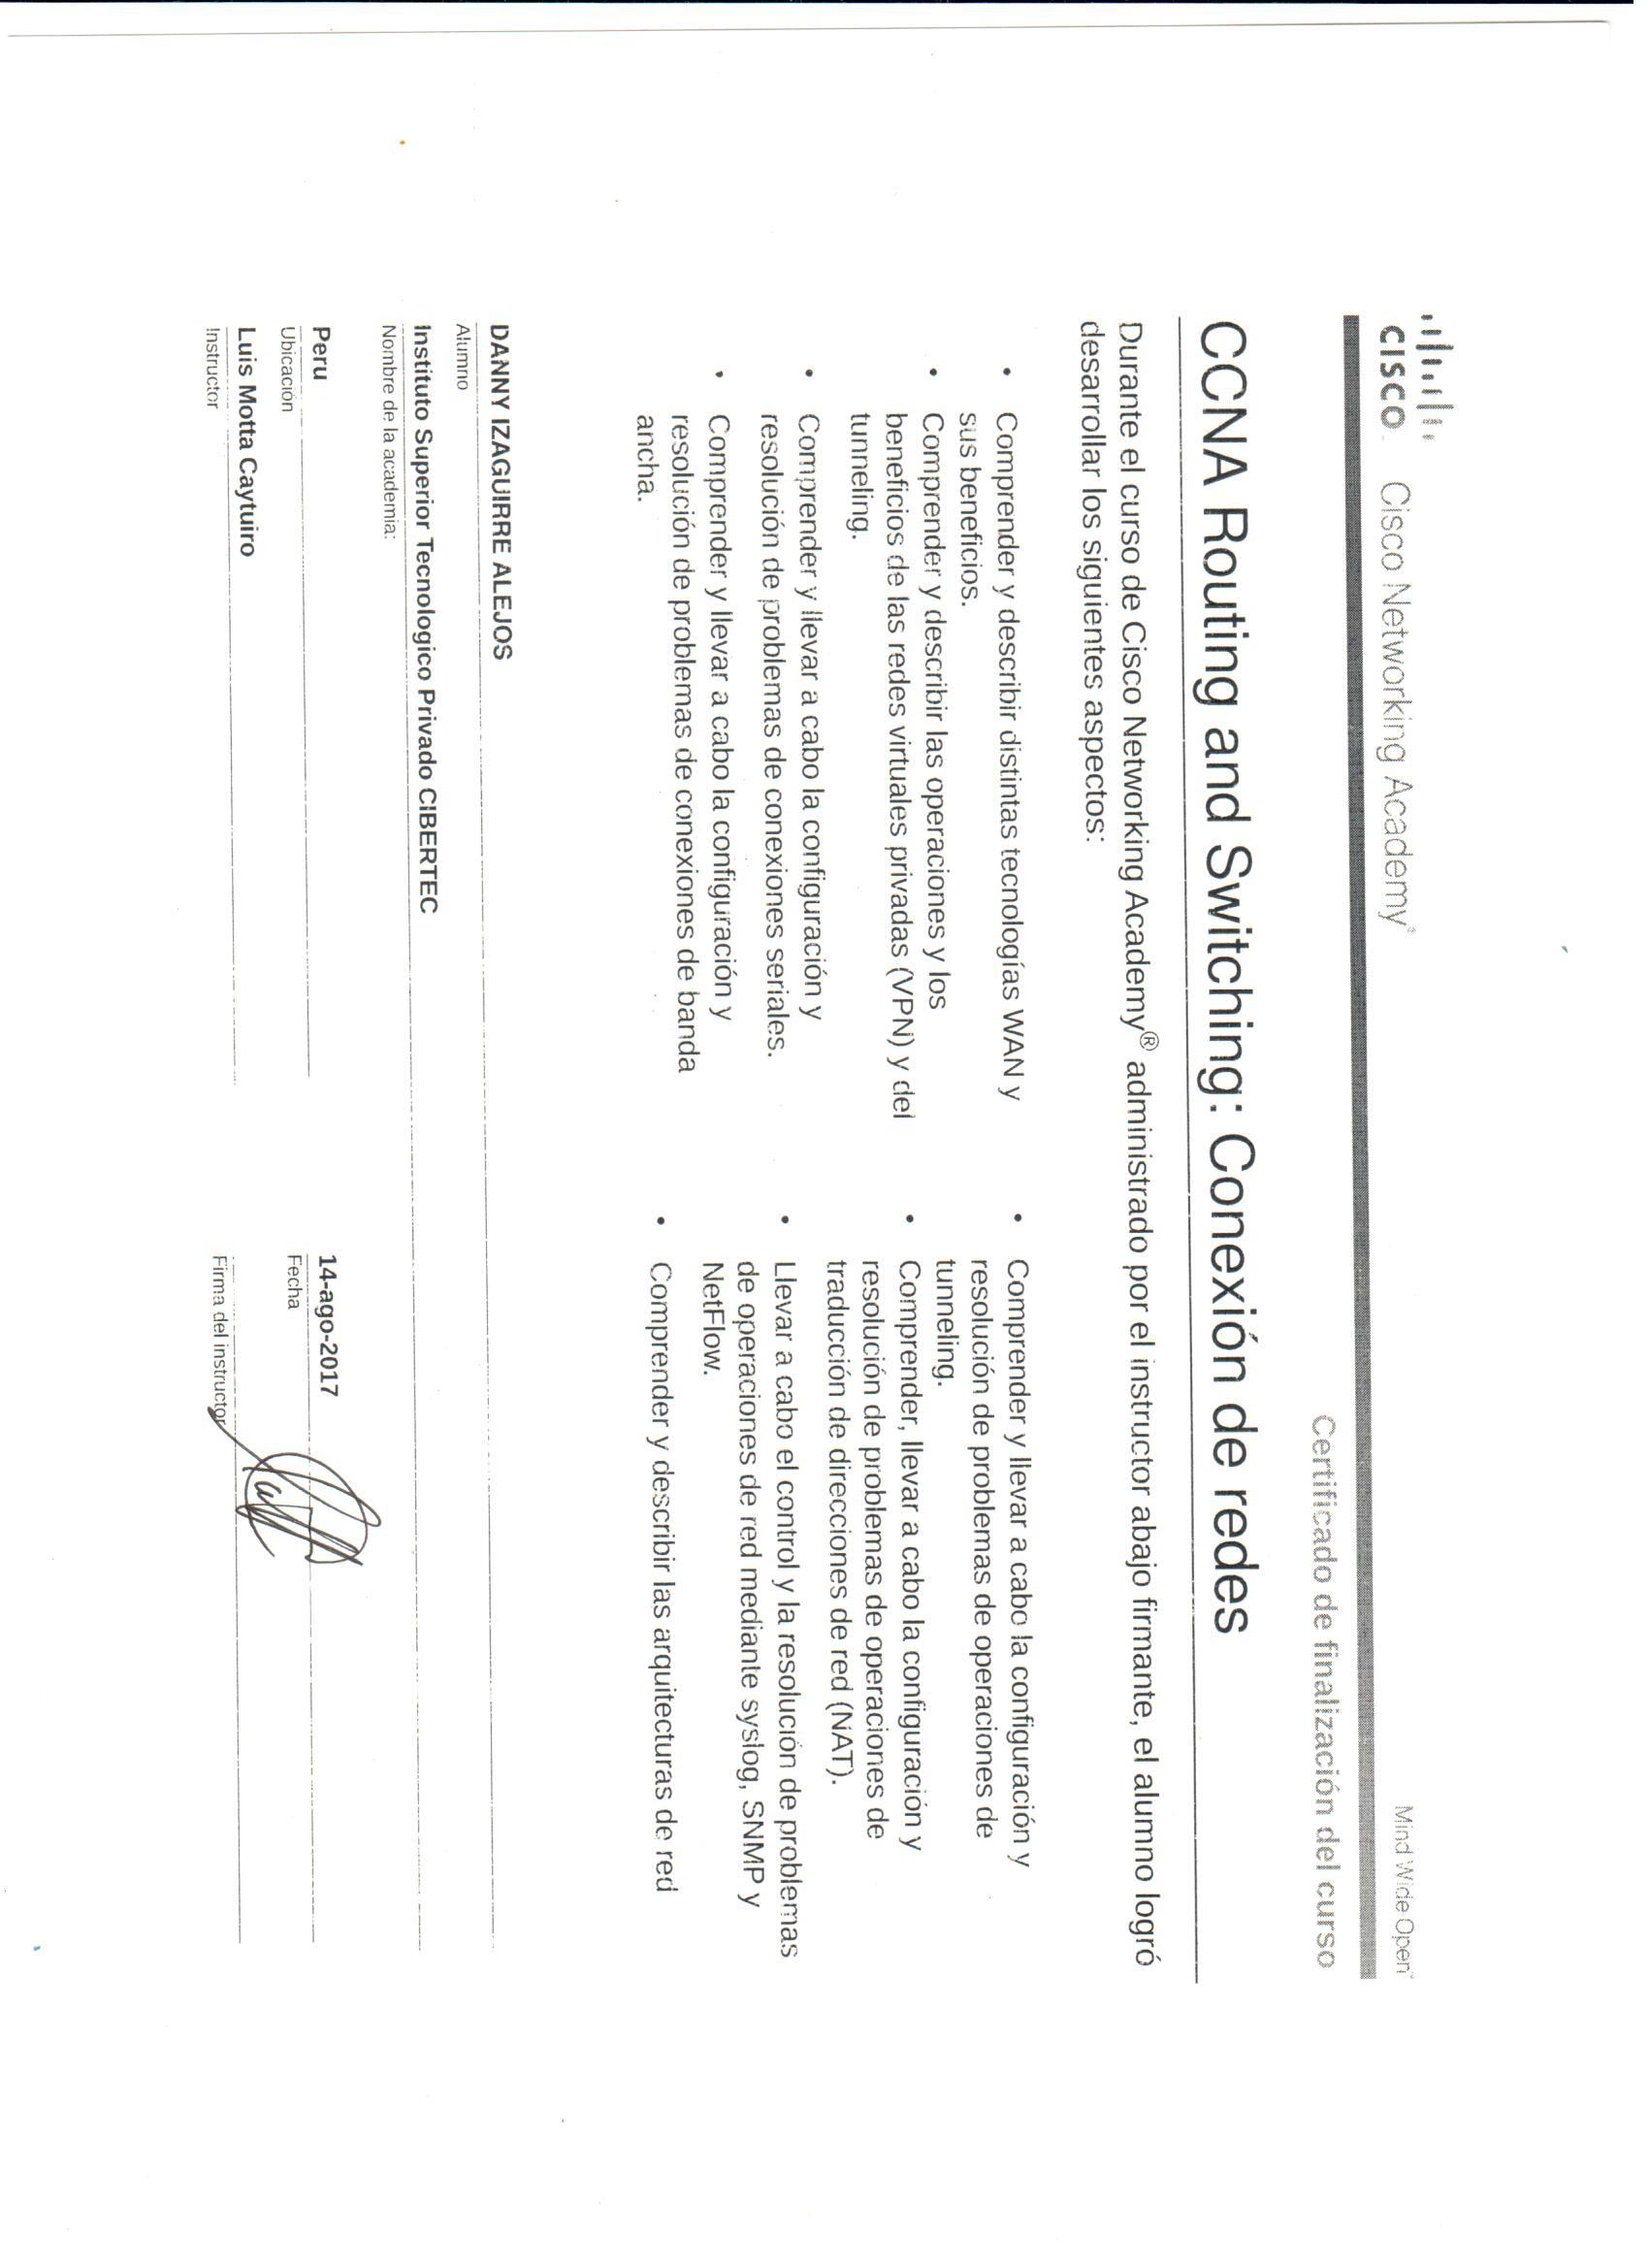 CISCO Cisco Networking Academy® Mind Wide Open™
Certificado de finalización del curso
CCNA Routing and Switching: Conexión de redes
Durante el curso de Cisco Networking Academy® administrado por el instructor abajo firmante, el alumno logró
desarrollar los siguientes aspectos:
• Comprender y describir distintas tecnologías WAN y
sus beneficios.
• Comprender y describir las operaciones y los
beneficios de las redes virtuales privadas (VPN) y del
tunneling.
• Comprender y llevar a cabo la configuración y
resolución de problemas de conexiones seriales.
• Comprender y llevar a cabo la configuración y
resolución de problemas de conexiones de banda
ancha.
• Comprender y llevar a cabo la configuración y
resolución de problemas de operaciones de
tunneling.
• Comprender, llevar a cabo la configuración y
resolución de problemas de operaciones de
traducción de direcciones de red (NAT).
• Llevar a cabo el control y la resolución de problemas
de operaciones de red mediante syslog, SNMP y
NetFlow.
• Comprender y describir las arquitecturas de red
DANNY IZAGUIRRE ALEJOS
Alumno
Instituto Superior Tecnologico Privado CIBERTEC
Nombre de la academia:
Peru
Ubicación
14-ago-2017
Fecha
Luis Motta Caytuiro
Instructor
Firma del instructor